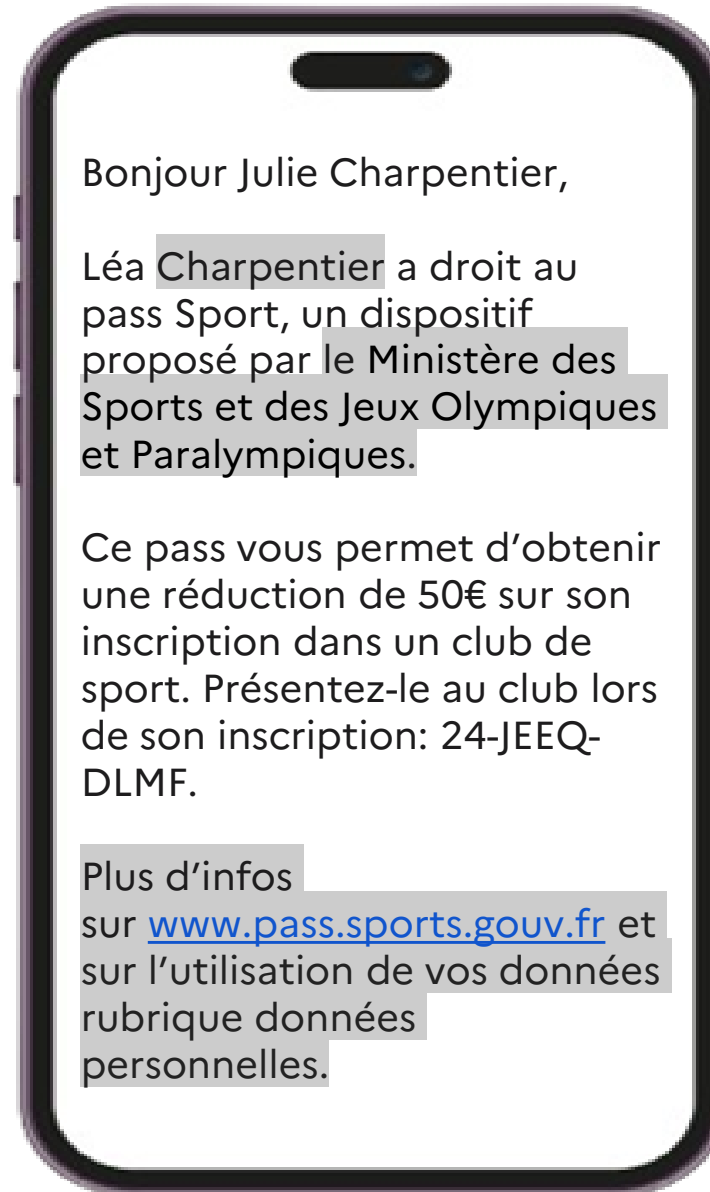 Bonjour Julie Charpentier,
Léa Charpentier a droit au
pass Sport, un dispositif
proposé par le Ministère des
Sports et des Jeux Olympiques
et Paralympiques.
Ce pass vous permet d’obtenir
une réduction de 50€ sur son
inscription dans un club de
sport. Présentez-le au club lors
de son inscription: 24-JEEQ-
DLMF.
Plus d’infos
sur www.pass.sports.gouv.fr et
sur l’utilisation de vos données
rubrique données
personnelles.